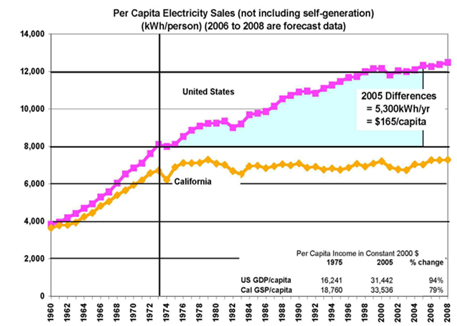 Per Capita Electricity Sales (not including self-generation)
(kWh/person) (2006 to 2008 are forecast data)
14,000
12,000
10,000
8,000
6,000
4,000
2,000
0
United States
2005 Differences
= 5,300kWh/yr
= $165/capita
California
Per Capita Income in Constant 2000 $
1975 2005 % change
US GDP/capita 16,241 31,442 94%
Cal GSP/capita 18,760 33,536 79%
1960 1962 1964 1966 1968 1970 1972 1974 1976 1978 1980 1982 1984 1986 1988 1990 1992 1994 1996 1998 2000 2002 2004 2006 2008